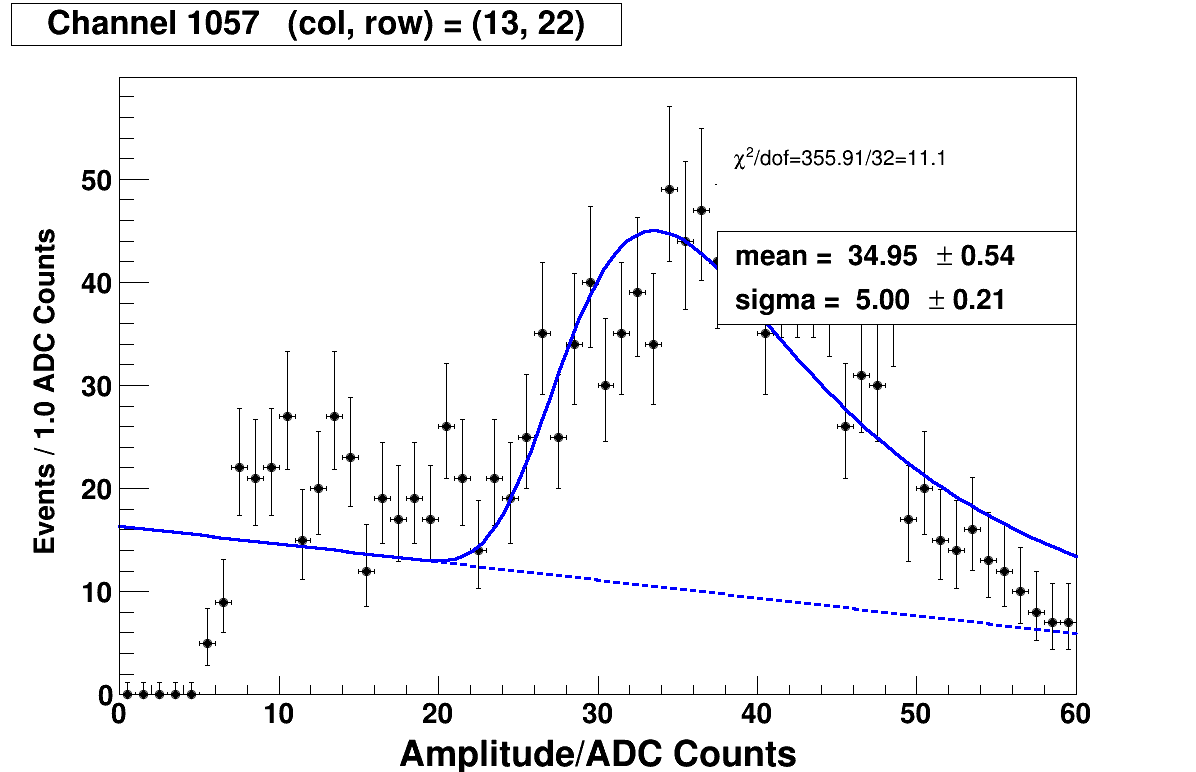 Channel 1057 (col, row) = (13, 22)
χ²/dof=355.91/32=11.1
mean = 34.95 ± 0.54
sigma = 5.00 ± 0.21
Events / 1.0 ADC Counts
50
40
30
20
10
0
0 10 20 30 40 50 60
Amplitude/ADC Counts